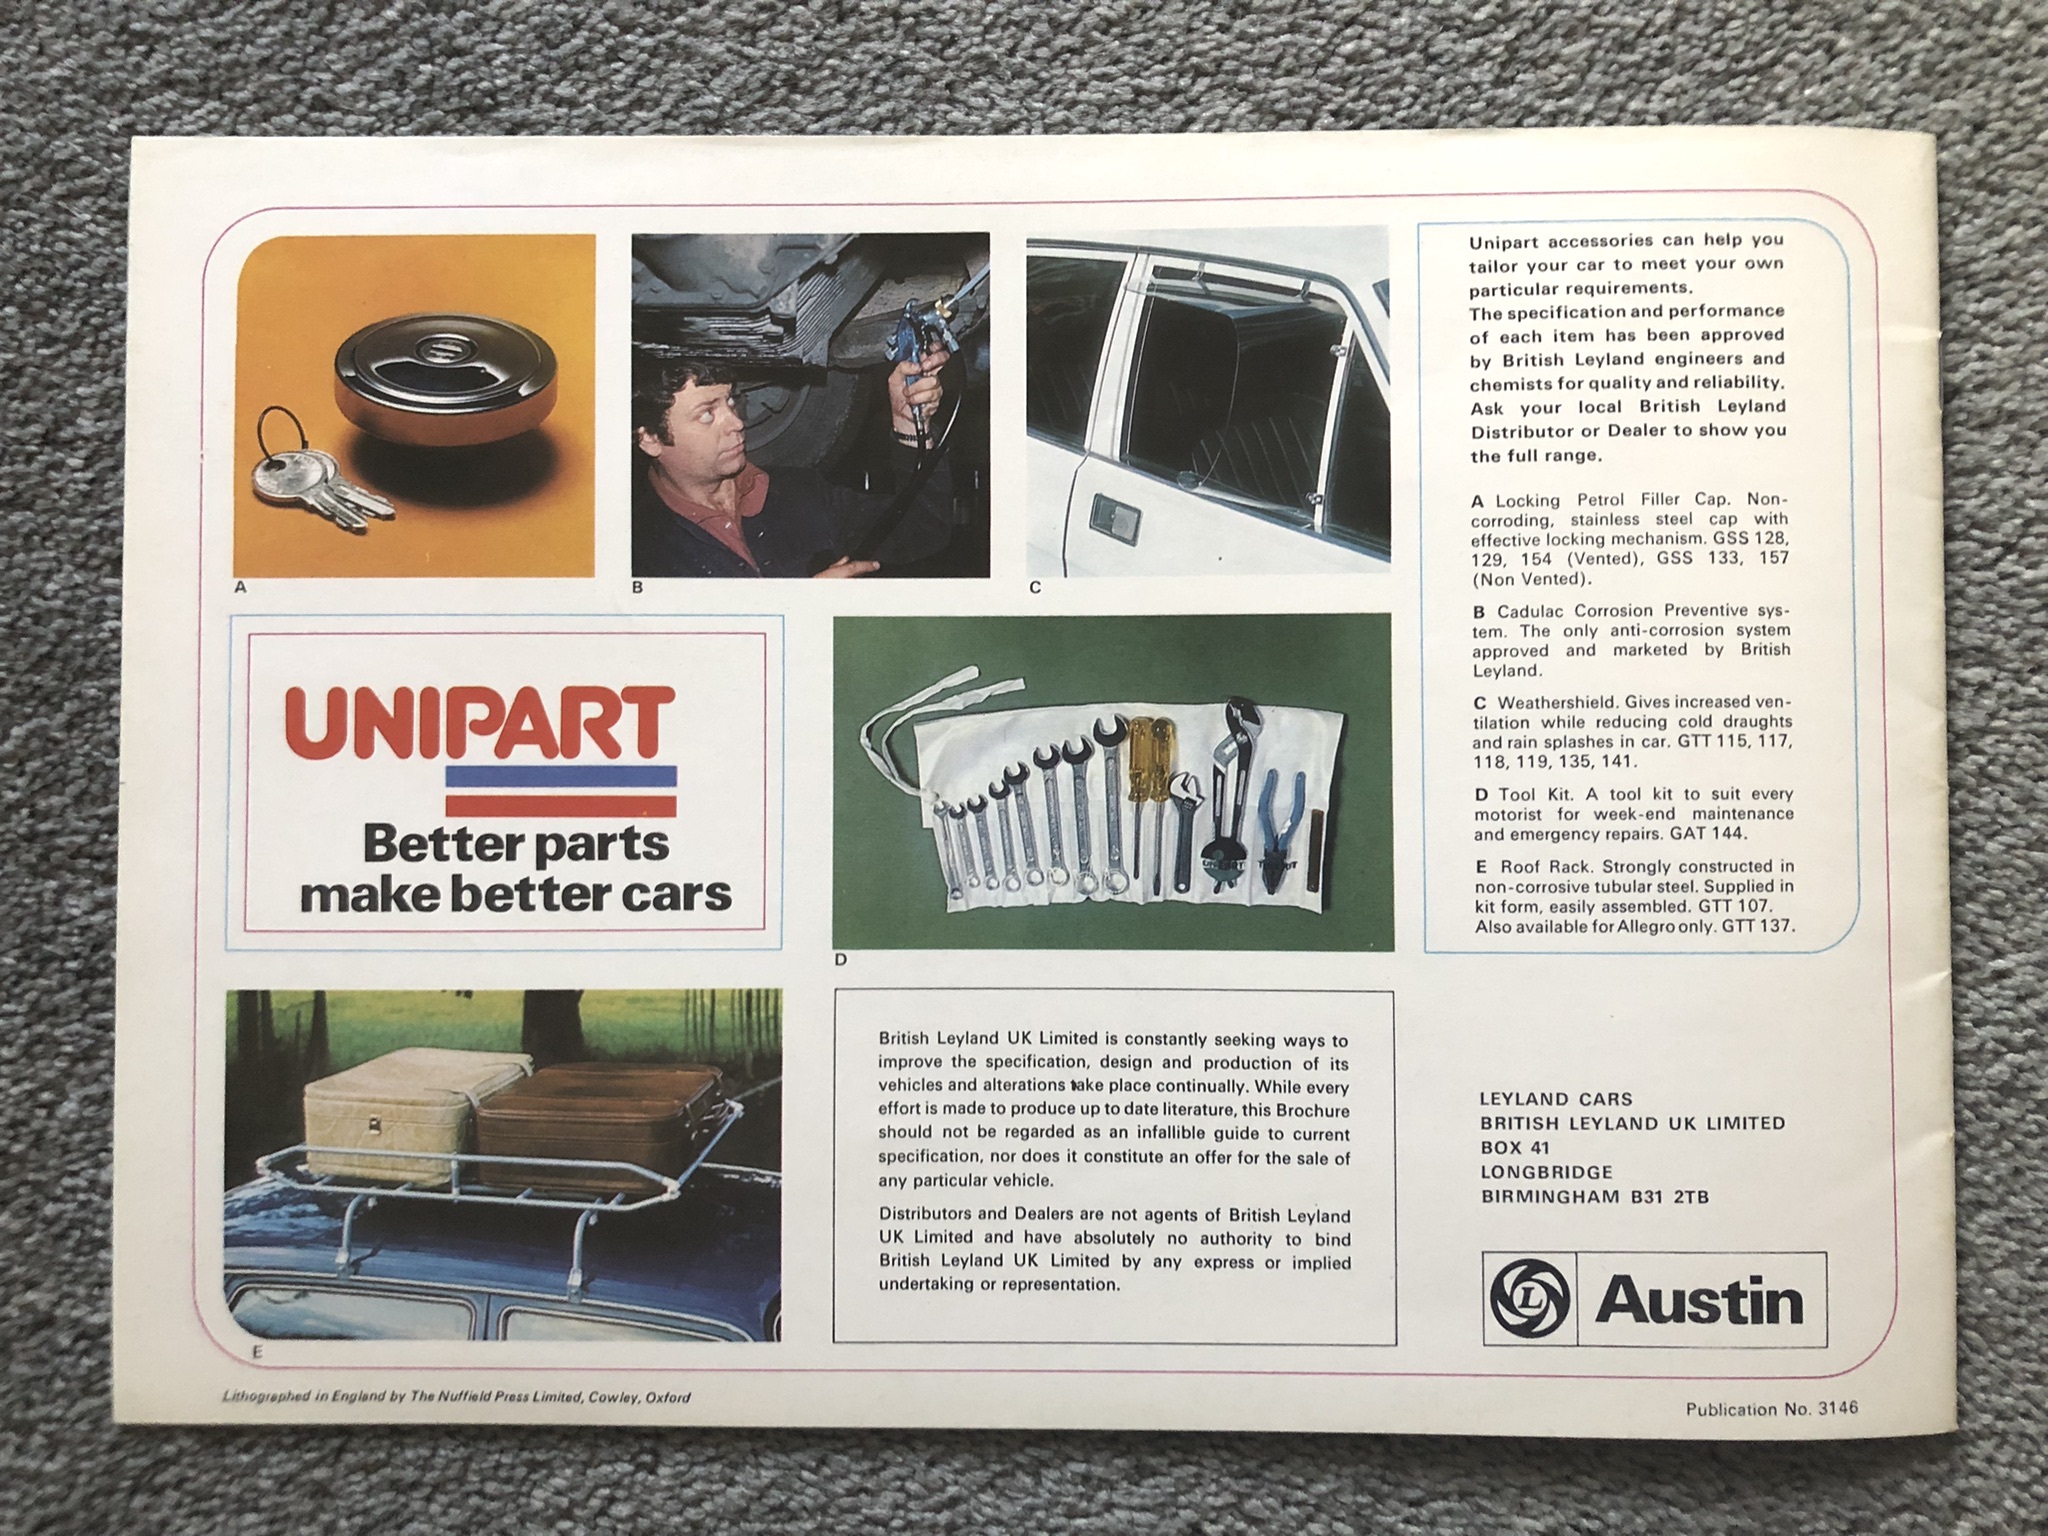 A
B
C
Unipart accessories can help you
tailor your car to meet your own
particular requirements.
The specification and performance
of each item has been approved
by British Leyland engineers and
chemists for quality and reliability.
Ask your local British Leyland
Distributor or Dealer to show you
the full range.
A Locking Petrol Filler Cap. Non-
corroding, stainless steel cap with
effective locking mechanism. GSS 128,
129, 154 (Vented), GSS 133, 157
(Non Vented).
B Cadulac Corrosion Preventive sys-
tem. The only anti-corrosion system
approved and marketed by British
Leyland.
C Weathershield. Gives increased ven-
tilation while reducing cold draughts
and rain splashes in car. GTT 115, 117,
118, 119, 135, 141.
D Tool Kit. A tool kit to suit every
motorist for week-end maintenance
and emergency repairs. GAT 144.
E Roof Rack. Strongly constructed in
non-corrosive tubular steel. Supplied in
kit form, easily assembled. GTT 107.
Also available for Allegro only. GTT 137.
UNIPART
Better parts
make better cars
UNIPART
D
E
British Leyland UK Limited is constantly seeking ways to
improve the specification, design and production of its
vehicles and alterations take place continually. While every
effort is made to produce up to date literature, this Brochure
should not be regarded as an infallible guide to current
specification, nor does it constitute an offer for the sale of
any particular vehicle.
Distributors and Dealers are not agents of British Leyland
UK Limited and have absolutely no authority to bind
British Leyland UK Limited by any express or implied
undertaking or representation.
LEYLAND CARS
BRITISH LEYLAND UK LIMITED
BOX 41
LONGBRIDGE
BIRMINGHAM B31 2TB
L
Austin
Lithographed in England by The Nuffield Press Limited, Cowley, Oxford
Publication No. 3146